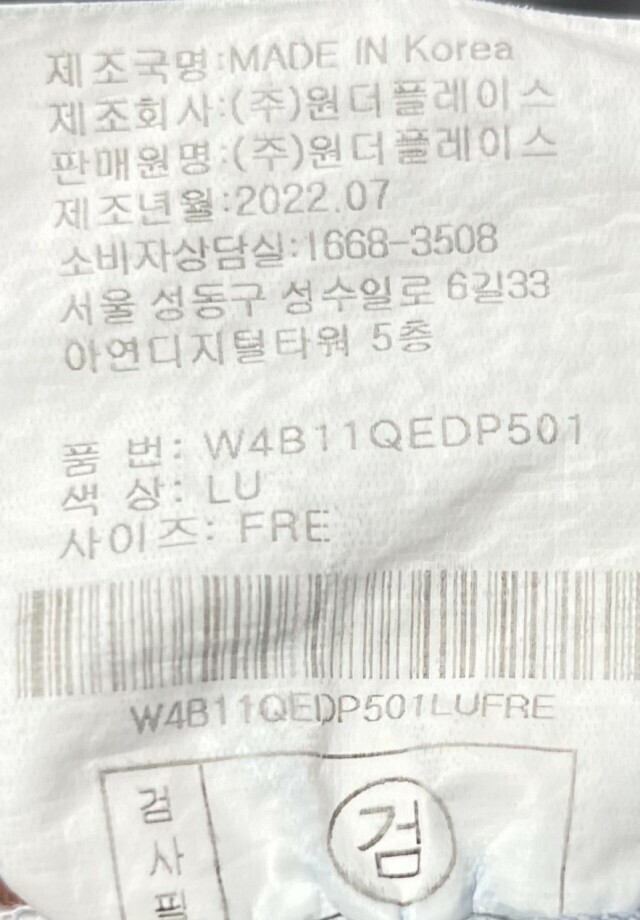 제조국명:MADE IN Korea
제조회사:(주)원더플레이스
판매원명:(주)원더플레이스
제조년월:2022.07
소비자상담실:1668-3508
서울 성동구 성수일로 6길33
아연디지털타워 5층
품 번: W4B11QEDP501
색 상: LU
사이즈: FRE
W4B11QEDP501LUFRE
검사필
검